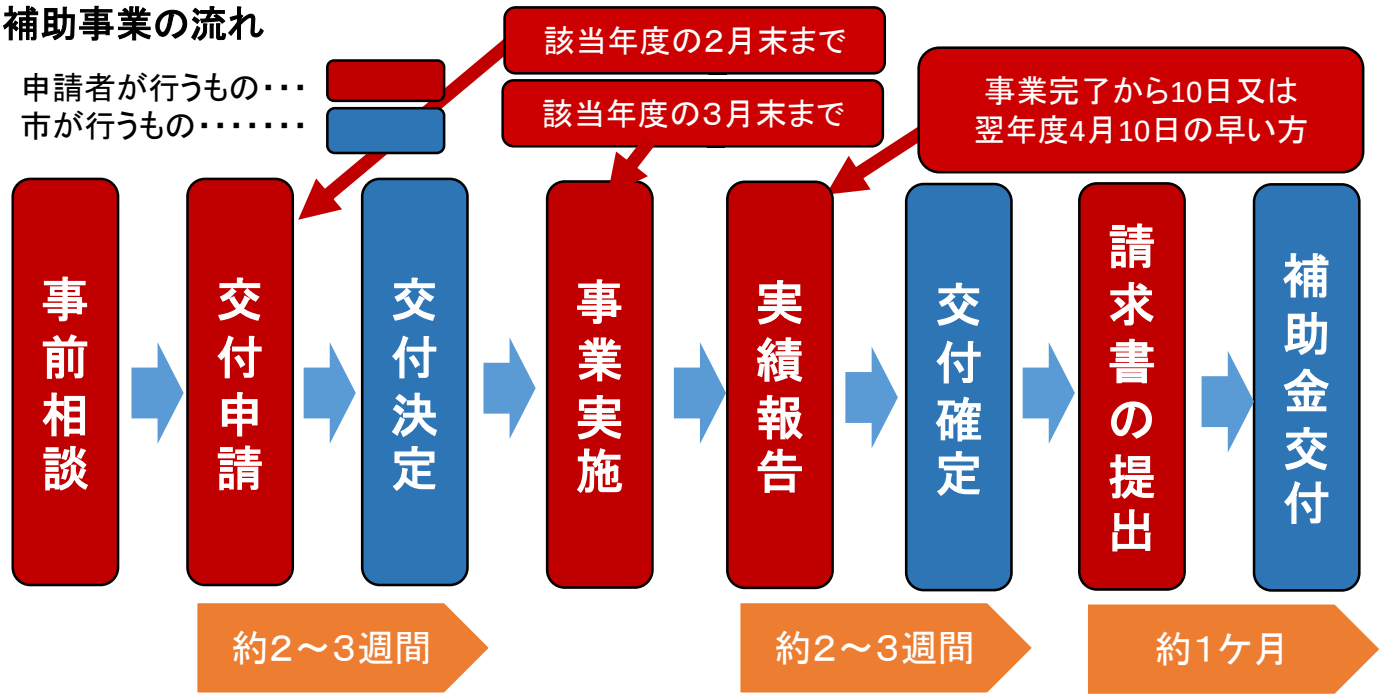 補助事業の流れ
申請者が行うもの・・・
市が行うもの・・・・・・・
該当年度の2月末まで
該当年度の3月末まで
事業完了から10日又は
翌年度4月10日の早い方
事前相談
交付申請
交付決定
事業実施
実績報告
交付確定
請求書の提出
補助金交付
約2~3週間
約2~3週間
約1ケ月